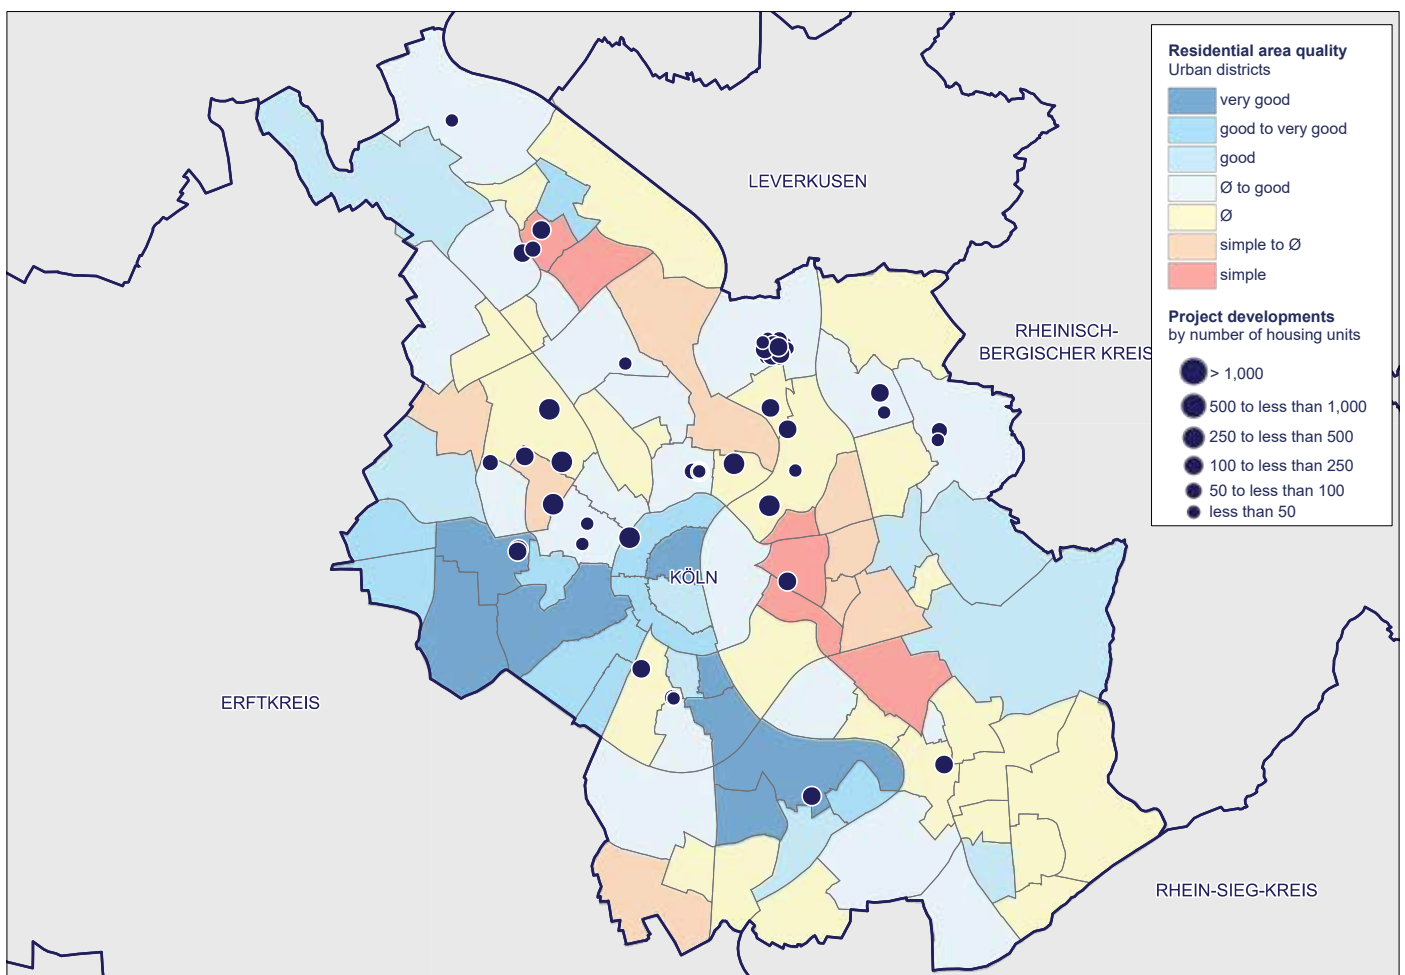 Residential area quality
Urban districts
very good
good to very good
good
Ø to good
Ø
simple to Ø
simple
Project developments
by number of housing units
> 1,000
500 to less than 1,000
250 to less than 500
100 to less than 250
50 to less than 100
less than 50
LEVERKUSEN
RHEINISCH-
BERGISCHER KREIS
KÖLN
ERFTKREIS
RHEIN-SIEG-KREIS